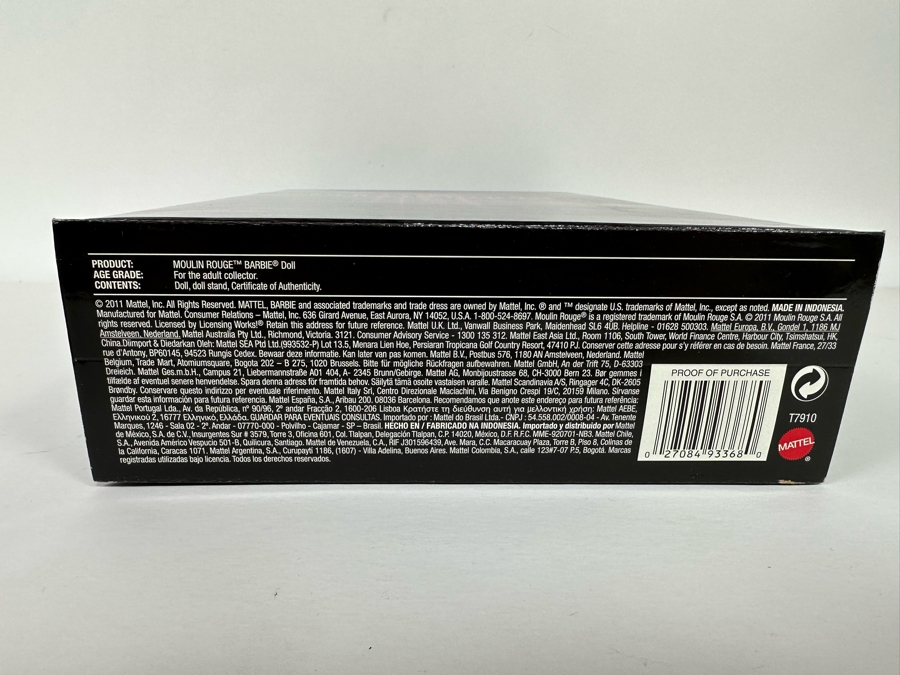 PRODUCT: MOULIN ROUGE™ BARBIE® Doll
AGE GRADE: For the adult collector.
CONTENTS: Doll, doll stand, Certificate of Authenticity.
© 2011 Mattel, Inc. All Rights Reserved. MATTEL, BARBIE and associated trademarks and trade dress are owned by Mattel, Inc. ® and ™ designate U.S. trademarks of Mattel, Inc., except as noted. MADE IN INDONESIA.
Manufactured for Mattel. Consumer Relations – Mattel, Inc. 636 Girard Avenue, East Aurora, NY 14052, U.S.A. 1-800-524-8697. Moulin Rouge® is a registered trademark of Moulin Rouge S.A. © 2011 Moulin Rouge S.A. All
rights reserved. Licensed by Licensing Works!® Retain this address for future reference. Mattel U.K. Ltd., Vanwall Business Park, Maidenhead SL6 4UB. Helpline - 01628 500303. Mattel Europa, B.V., Gondel 1, 1186 MJ
Amstelveen, Nederland. Mattel Australia Pty Ltd., Richmond, Victoria. 3121. Consumer Advisory Service - 1300 135 312. Mattel East Asia Ltd., Room 1106, South Tower, World Finance Centre, Harbour City, Tsimshatsui, HK,
China. Diimport & Diedarkan Oleh: Mattel SEA Ptd Ltd.(993532-P) Lot 13.5, Menara Lien Hoe, Persiaran Tropicana Golf Country Resort, 47410 PJ. Conserver cette adresse pour s'y référer en cas de besoin. Mattel France, 27/33
rue d'Antony, BP60145, 94523 Rungis Cedex. Bewaar deze informatie. Kan later van pas komen. Mattel B.V., Postbus 576, 1180 AN Amstelveen, Nederland. Mattel
Belgium, Trade Mart, Atomiumsquare, Bogota 202 – B 275, 1020 Brussels. Bitte für mögliche Rückfragen aufbewahren. Mattel GmbH, An der Trift 75, D-63303
Dreieich. Mattel Ges.m.b.H., Campus 21, Liebermannstraße A01 404, A- 2345 Brunn/Gebirge. Mattel AG, Monbijoustrasse 68, CH-3000 Bern 23. Bør gemmes i
tilfælde af eventuel senere henvendelse. Spara denna adress för framtida behov. Säilytä tämä osoite vastaisen varalle. Mattel Scandinavia A/S, Ringager 4C, DK-2605
Brøndby. Conservare questo indirizzo per eventuale riferimento. Mattel Italy Srl, Centro Direzionale Maciachini, Via Benigno Crespi 19/C, 20159 Milano. Sírvanse
guardar esta información para futura referencia. Mattel España, S.A., Aribau 200. 08036 Barcelona. Recomendamos que anote este endereço para futura referência:
Mattel Portugal Lda., Av. da República, nº 90/96, 2º andar Fracção 2, 1600-206 Lisboa Κρατήστε τη διεύθυνση αυτή για μελλοντική χρήση: Mattel AEBE,
Ελληνικού 2, 16777 Ελληνικό, Ελλάδα. GUARDAR PARA EVENTUAIS CONSULTAS. Importado por : Mattel do Brasil Ltda.- CNPJ : 54.558.002/0008-04 - Av. Tenente
Marques, 1246 - Sala 02 - 2º. Andar - 07770-000 - Polvilho - Cajamar - SP – Brasil. HECHO EN / FABRICADO NA INDONESIA. Importado y distribuido por Mattel
de México, S.A. de C.V., Insurgentes Sur # 3579, Torre 3, Oficina 601, Col. Tlalpan, Delegación Tlalpan, C.P. 14020, México, D.F. R.F.C. MME-920701-NB3. Mattel Chile,
S.A., Avenida Américo Vespucio 501-B, Quilicura, Santiago. Mattel de Venezuela, C.A., RIF J301596439, Ave. Mara, C.C. Macaracuay Plaza, Torre B, Piso 8, Colinas de
la California, Caracas 1071. Mattel Argentina, S.A., Curupaytí 1186, (1607) - Villa Adelina, Buenos Aires. Mattel Colombia, S.A., calle 123#7-07 P.5, Bogotá. Marcas
registradas utilizadas bajo licencia. Todos los derechos reservados.
PROOF OF PURCHASE
0 27084 93368 0
T7910
MATTEL®